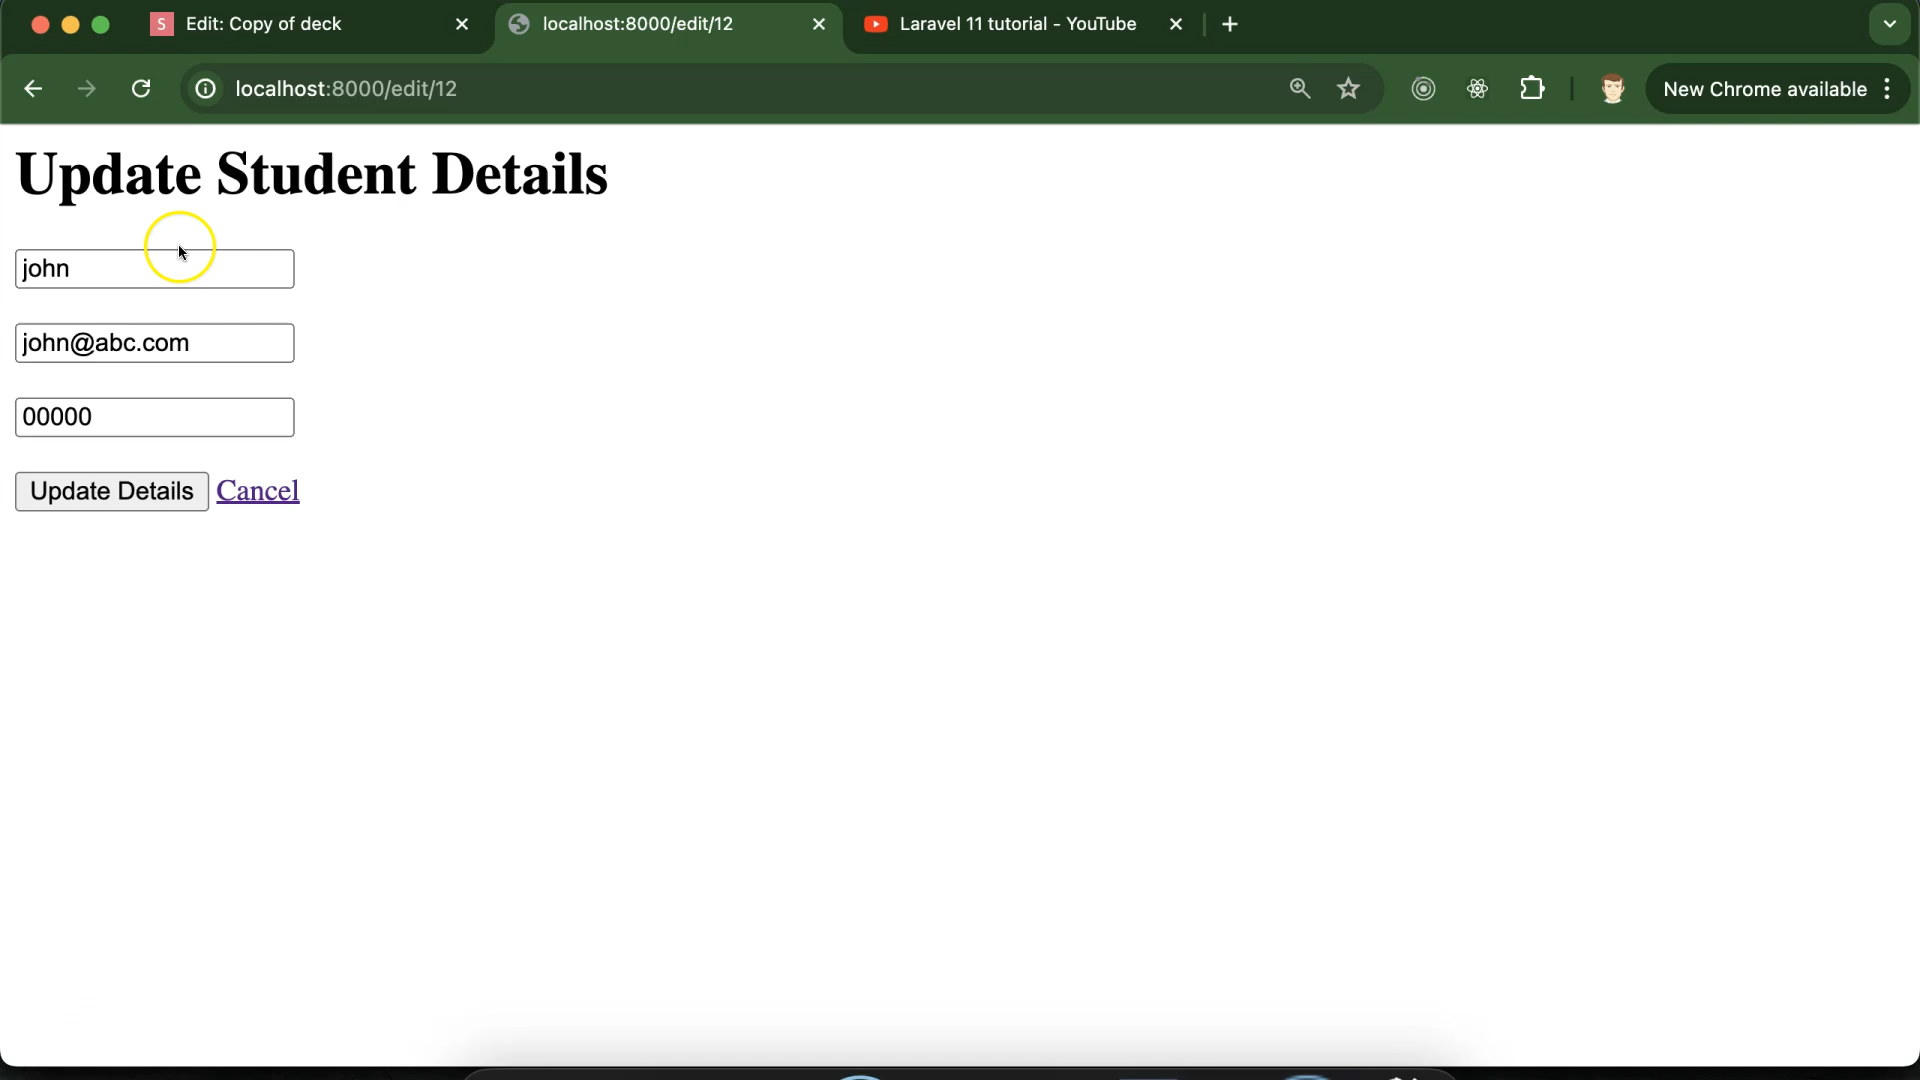 S Edit: Copy of deck
localhost:8000/edit/12
Laravel 11 tutorial - YouTube
localhost:8000/edit/12
New Chrome available
Update Student Details
john
john@abc.com
00000
Update Details Cancel